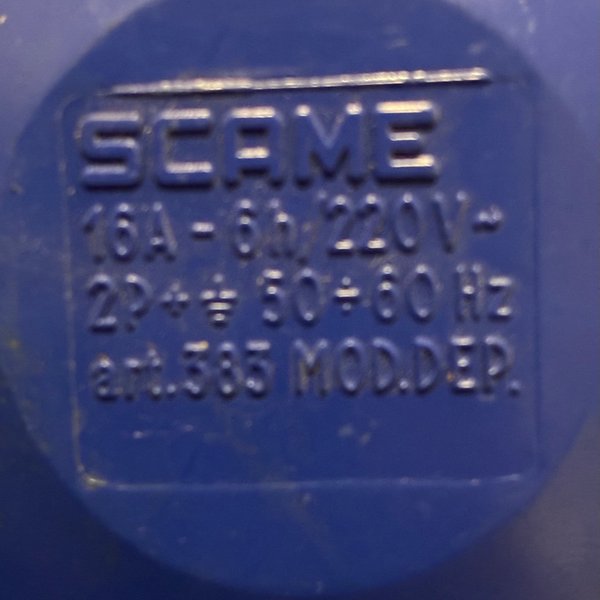 SCAME
16A - 6h/220V~
2P+⏚ 50÷60 Hz
art.383 MOD.DEP.